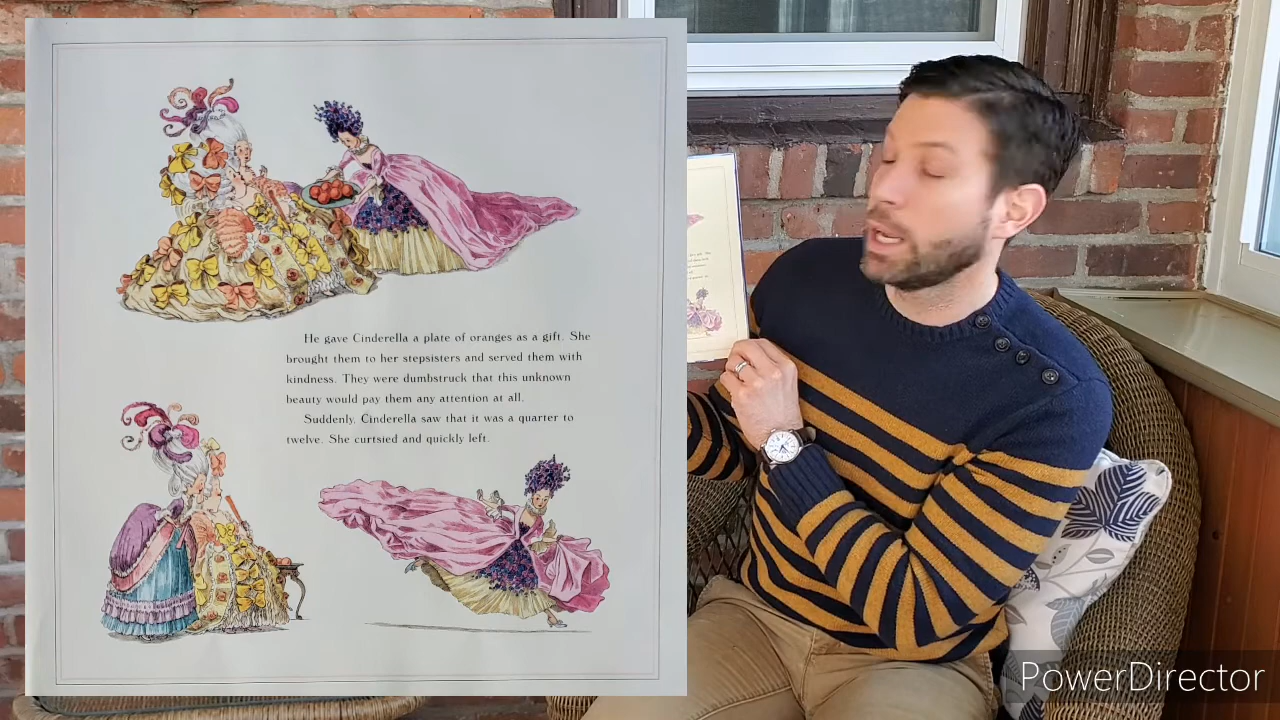 He gave Cinderella a plate of oranges as a gift. She
brought them to her stepsisters and served them with
kindness. They were dumbstruck that this unknown
beauty would pay them any attention at all.
Suddenly, Cinderella saw that it was a quarter to
twelve. She curtsied and quickly left.
PowerDirector